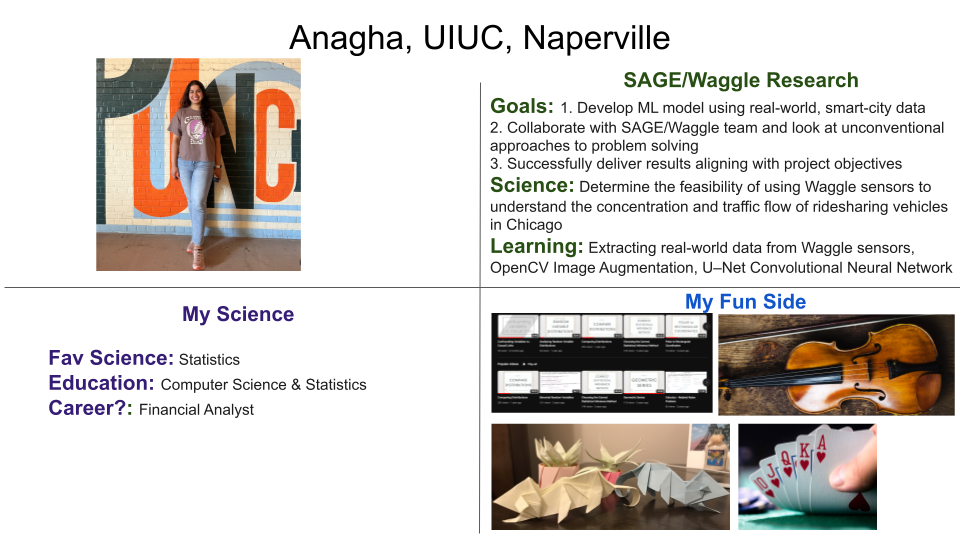 Anagha, UIUC, Naperville
SAGE/Waggle Research
Goals: 1. Develop ML model using real-world, smart-city data
2. Collaborate with SAGE/Waggle team and look at unconventional
approaches to problem solving
3. Successfully deliver results aligning with project objectives
Science: Determine the feasibility of using Waggle sensors to
understand the concentration and traffic flow of ridesharing vehicles
in Chicago
Learning: Extracting real-world data from Waggle sensors,
OpenCV Image Augmentation, U–Net Convolutional Neural Network
My Science
Fav Science: Statistics
Education: Computer Science & Statistics
Career?: Financial Analyst
My Fun Side
COMPARE
GEOMETRIC
SERIES
10 J Q K A